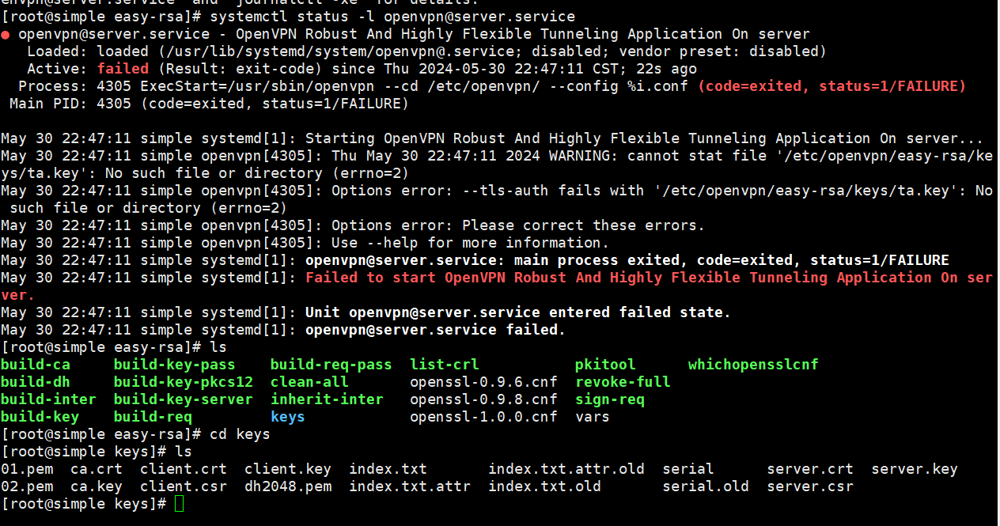 envpn@server.service" and "journalctl -xe" for details.
[root@simple easy-rsa]# systemctl status -l openvpn@server.service
● openvpn@server.service - OpenVPN Robust And Highly Flexible Tunneling Application On server
   Loaded: loaded (/usr/lib/systemd/system/openvpn@.service; disabled; vendor preset: disabled)
   Active: failed (Result: exit-code) since Thu 2024-05-30 22:47:11 CST; 22s ago
  Process: 4305 ExecStart=/usr/sbin/openvpn --cd /etc/openvpn/ --config %i.conf (code=exited, status=1/FAILURE)
 Main PID: 4305 (code=exited, status=1/FAILURE)

May 30 22:47:11 simple systemd[1]: Starting OpenVPN Robust And Highly Flexible Tunneling Application On server...
May 30 22:47:11 simple openvpn[4305]: Thu May 30 22:47:11 2024 WARNING: cannot stat file '/etc/openvpn/easy-rsa/ke
ys/ta.key': No such file or directory (errno=2)
May 30 22:47:11 simple openvpn[4305]: Options error: --tls-auth fails with '/etc/openvpn/easy-rsa/keys/ta.key': No
 such file or directory (errno=2)
May 30 22:47:11 simple openvpn[4305]: Options error: Please correct these errors.
May 30 22:47:11 simple openvpn[4305]: Use --help for more information.
May 30 22:47:11 simple systemd[1]: openvpn@server.service: main process exited, code=exited, status=1/FAILURE
May 30 22:47:11 simple systemd[1]: Failed to start OpenVPN Robust And Highly Flexible Tunneling Application On ser
ver.
May 30 22:47:11 simple systemd[1]: Unit openvpn@server.service entered failed state.
May 30 22:47:11 simple systemd[1]: openvpn@server.service failed.
[root@simple easy-rsa]# ls
build-ca     build-key-pass    build-req-pass  list-crl           pkitool      whichopensslcnf
build-dh     build-key-pkcs12  clean-all       openssl-0.9.6.cnf  revoke-full
build-inter  build-key-server  inherit-inter   openssl-0.9.8.cnf  sign-req
build-key    build-req         keys            openssl-1.0.0.cnf  vars
[root@simple easy-rsa]# cd keys
[root@simple keys]# ls
01.pem  ca.crt  client.crt  client.key  index.txt       index.txt.attr.old  serial      server.crt  server.key
02.pem  ca.key  client.csr  dh2048.pem  index.txt.attr  index.txt.old       serial.old  server.csr
[root@simple keys]#